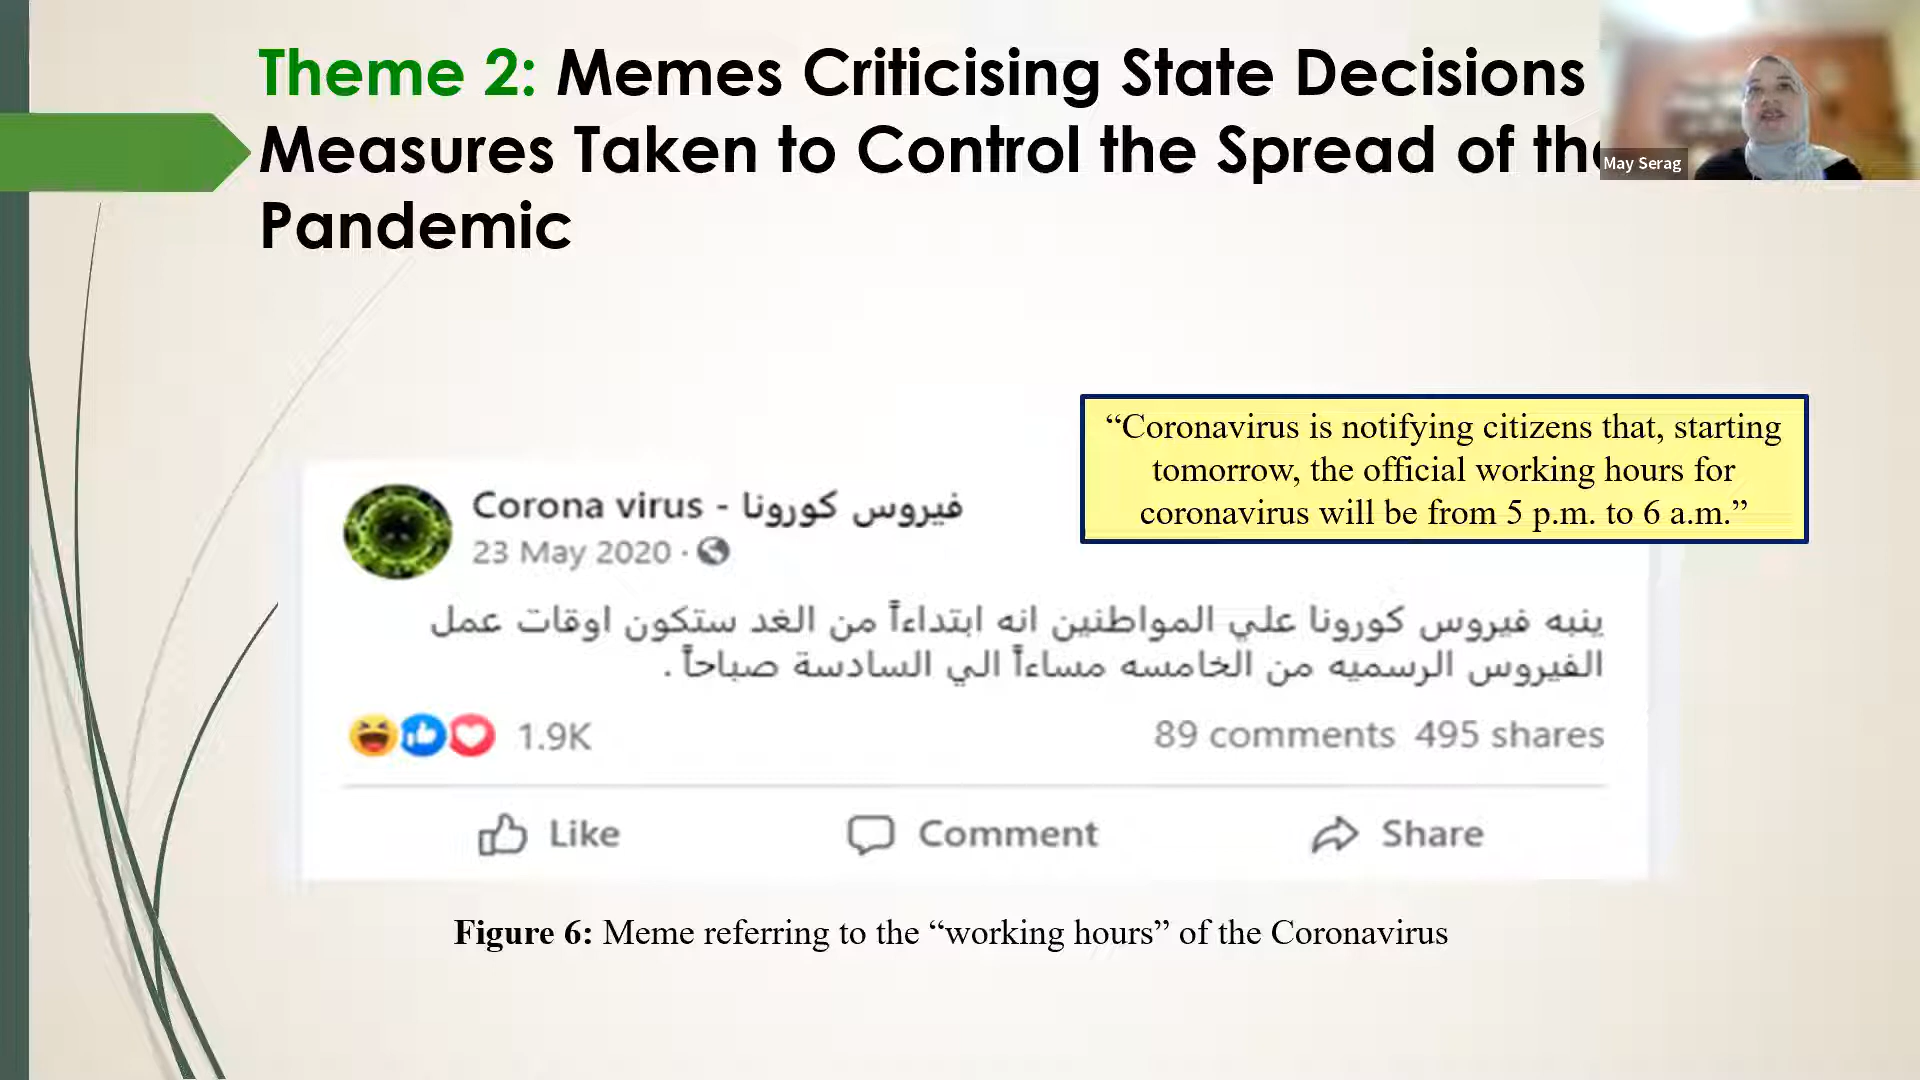 Theme 2: Memes Criticising State Decisions
Measures Taken to Control the Spread of the
Pandemic
May Serag
“Coronavirus is notifying citizens that, starting
tomorrow, the official working hours for
coronavirus will be from 5 p.m. to 6 a.m.”
Corona virus - فيروس كورونا
23 May 2020 ·
ينبه فيروس كورونا علي المواطنين انه ابتداءاً من الغد ستكون اوقات عمل
الفيروس الرسميه من الخامسه مساءاً الي السادسة صباحاً .
1.9K
89 comments 495 shares
Like Comment Share
Figure 6: Meme referring to the “working hours” of the Coronavirus